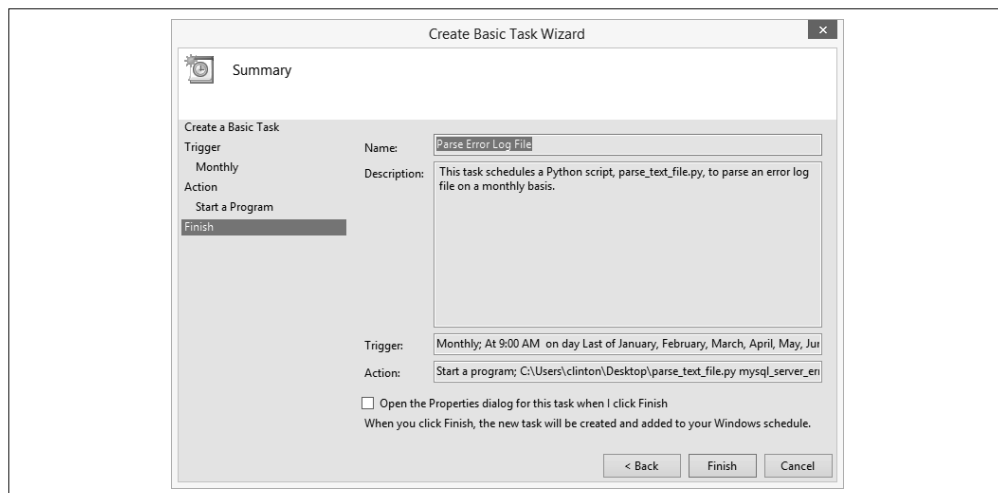 Create Basic Task Wizard
Summary
Create a Basic Task
Trigger
Monthly
Action
Start a Program
Finish
Name: Parse Error Log File
Description: This task schedules a Python script, parse_text_file.py, to parse an error log
file on a monthly basis.
Trigger: Monthly; At 9:00 AM on day Last of January, February, March, April, May, Jun
Action: Start a program; C:\Users\clinton\Desktop\parse_text_file.py mysql_server_err
Open the Properties dialog for this task when I click Finish
When you click Finish, the new task will be created and added to your Windows schedule.
< Back Finish Cancel